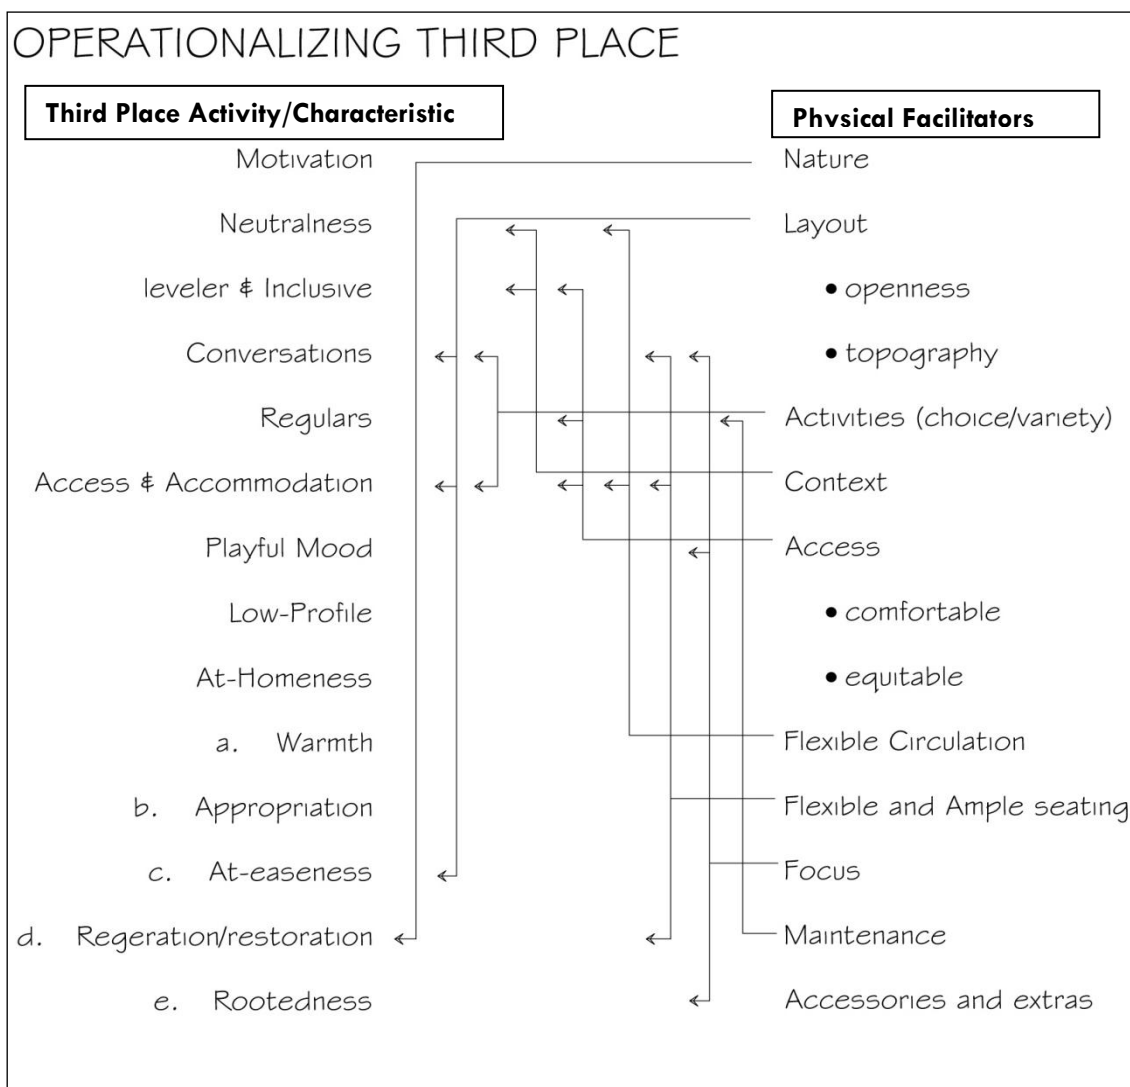 OPERATIONALIZING THIRD PLACE
Third Place Activity/Characteristic
Physical Facilitators
Motivation
Nature
Neutralness
Layout
leveler & Inclusive
• openness
Conversations
• topography
Regulars
Activities (choice/variety)
Access & Accommodation
Context
Playful Mood
Access
Low-Profile
• comfortable
At-Homeness
• equitable
a. Warmth
Flexible Circulation
b. Appropriation
Flexible and Ample seating
c. At-easeness
Focus
d. Regeration/restoration
Maintenance
e. Rootedness
Accessories and extras